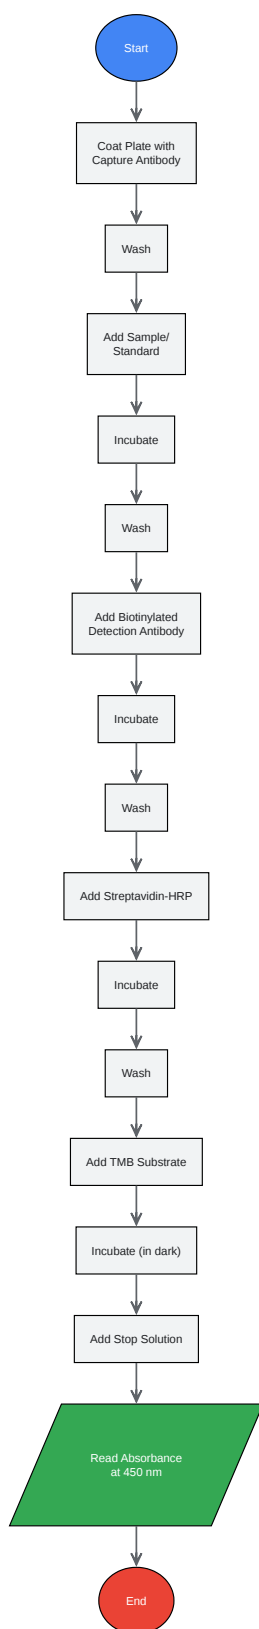 Start
Coat Plate with
Capture Antibody
Wash
Add Sample/
Standard
Incubate
Wash
Add Biotinylated
Detection Antibody
Incubate
Wash
Add Streptavidin-HRP
Incubate
Wash
Add TMB Substrate
Incubate (in dark)
Add Stop Solution
Read Absorbance
at 450 nm
End